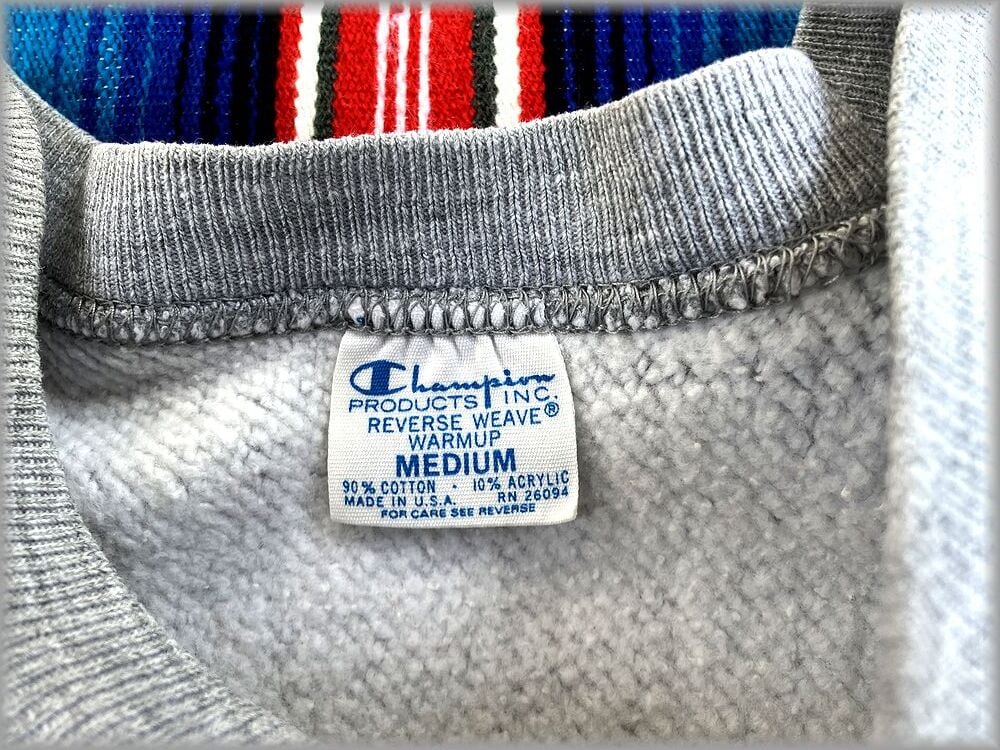 Champion
PRODUCTS INC.
REVERSE WEAVE®
WARMUP
MEDIUM
90% COTTON · 10% ACRYLIC
MADE IN U.S.A. RN 26094
FOR CARE SEE REVERSE